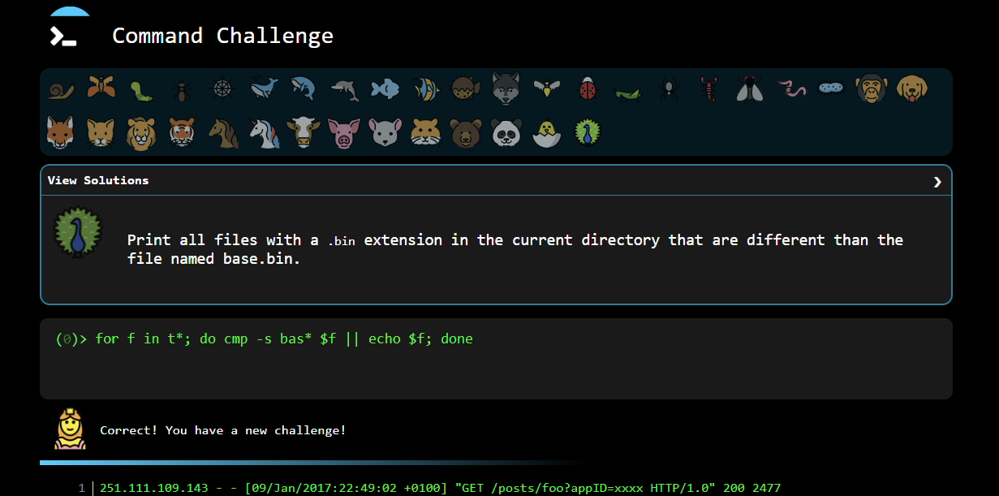 Command Challenge
View Solutions
Print all files with a .bin extension in the current directory that are different than the
file named base.bin.
(0)> for f in t*; do cmp -s bas* $f || echo $f; done
Correct! You have a new challenge!
1 251.111.109.143 - - [09/Jan/2017:22:49:02 +0100] "GET /posts/foo?appID=xxxx HTTP/1.0" 200 2477